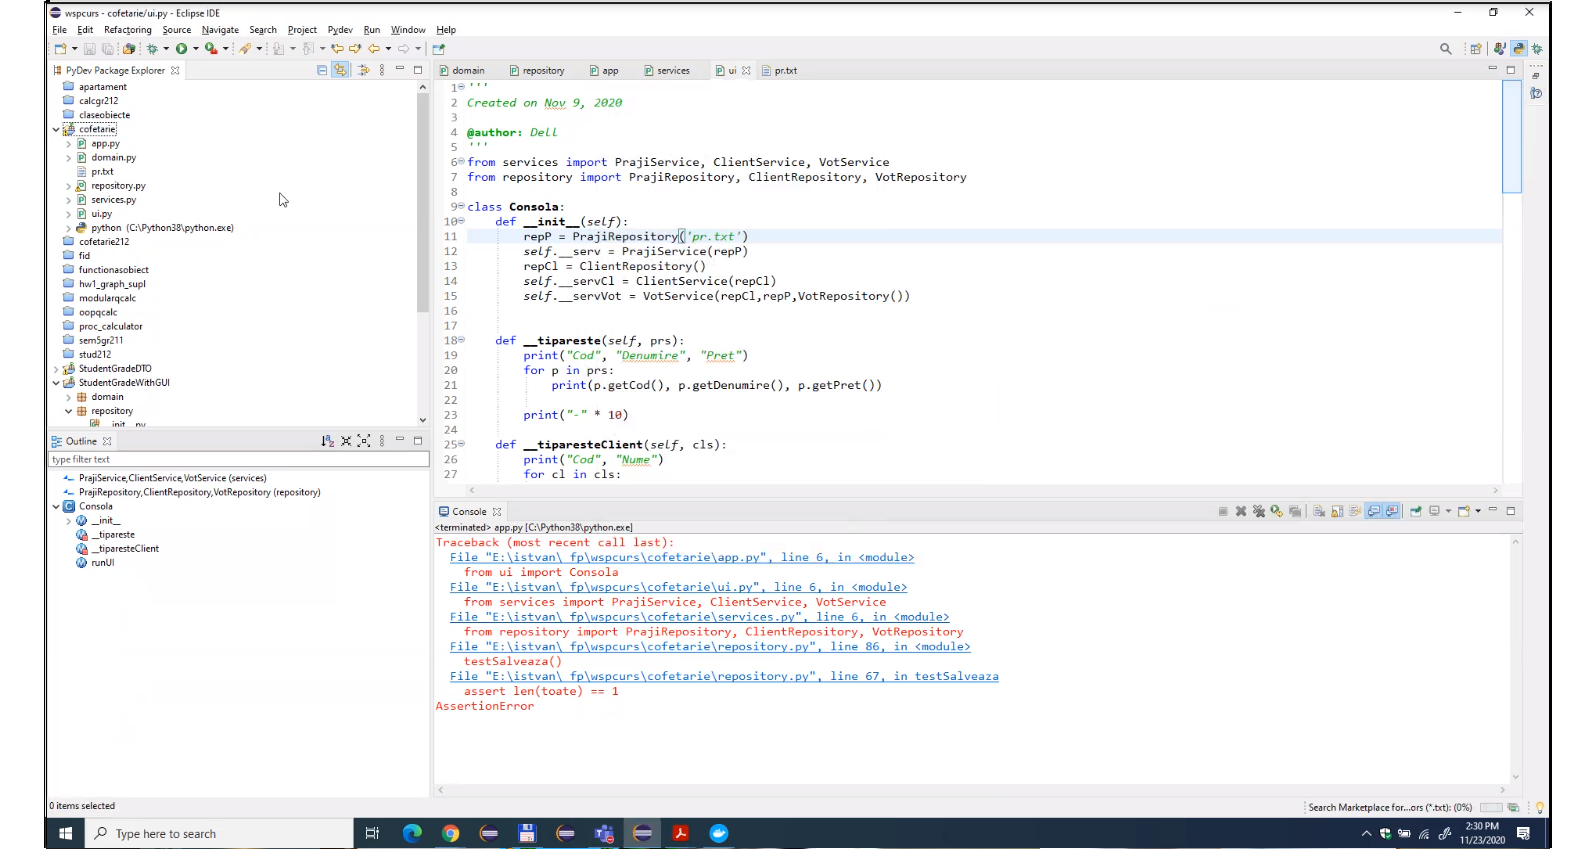 wspcurs - cofetarie/ui.py - Eclipse IDE
File Edit Refactoring Source Navigate Search Project Pydev Run Window Help
PyDev Package Explorer
apartament
calcgr212
claseobiecte
cofetarie
app.py
domain.py
pr.txt
repository.py
services.py
ui.py
python (C:\Python38\python.exe)
cofetarie212
fid
functionasobiect
hw1_graph_supl
modularqcalc
oopqcalc
proc_calculator
sem5gr211
stud212
StudentGradeDTO
StudentGradeWithGUI
domain
repository
__init__.py
Outline
type filter text
PrajiService,ClientService,VotService (services)
PrajiRepository,ClientRepository,VotRepository (repository)
Consola
__init__
__tipareste
__tiparesteClient
runUI
domain repository app services ui pr.txt
1 '''
2 Created on Nov 9, 2020
3
4 @author: Dell
5 '''
6 from services import PrajiService, ClientService, VotService
7 from repository import PrajiRepository, ClientRepository, VotRepository
8
9 class Consola:
10 def __init__(self):
11 repP = PrajiRepository('pr.txt')
12 self.__serv = PrajiService(repP)
13 repCl = ClientRepository()
14 self.__servCl = ClientService(repCl)
15 self.__servVot = VotService(repCl,repP,VotRepository())
16
17
18 def __tipareste(self, prs):
19 print("Cod", "Denumire", "Pret")
20 for p in prs:
21 print(p.getCod(), p.getDenumire(), p.getPret())
22
23 print("-" * 10)
24
25 def __tiparesteClient(self, cls):
26 print("Cod", "Nume")
27 for cl in cls:
Console
<terminated> app.py [C:\Python38\python.exe]
Traceback (most recent call last):
File "E:\istvan\_fp\wspcurs\cofetarie\app.py", line 6, in <module>
from ui import Consola
File "E:\istvan\_fp\wspcurs\cofetarie\ui.py", line 6, in <module>
from services import PrajiService, ClientService, VotService
File "E:\istvan\_fp\wspcurs\cofetarie\services.py", line 6, in <module>
from repository import PrajiRepository, ClientRepository, VotRepository
File "E:\istvan\_fp\wspcurs\cofetarie\repository.py", line 86, in <module>
testSalveaza()
File "E:\istvan\_fp\wspcurs\cofetarie\repository.py", line 67, in testSalveaza
assert len(toate) == 1
AssertionError
0 items selected
Search Marketplace for...ors (*.txt): (0%)
Type here to search
2:30 PM
11/23/2020